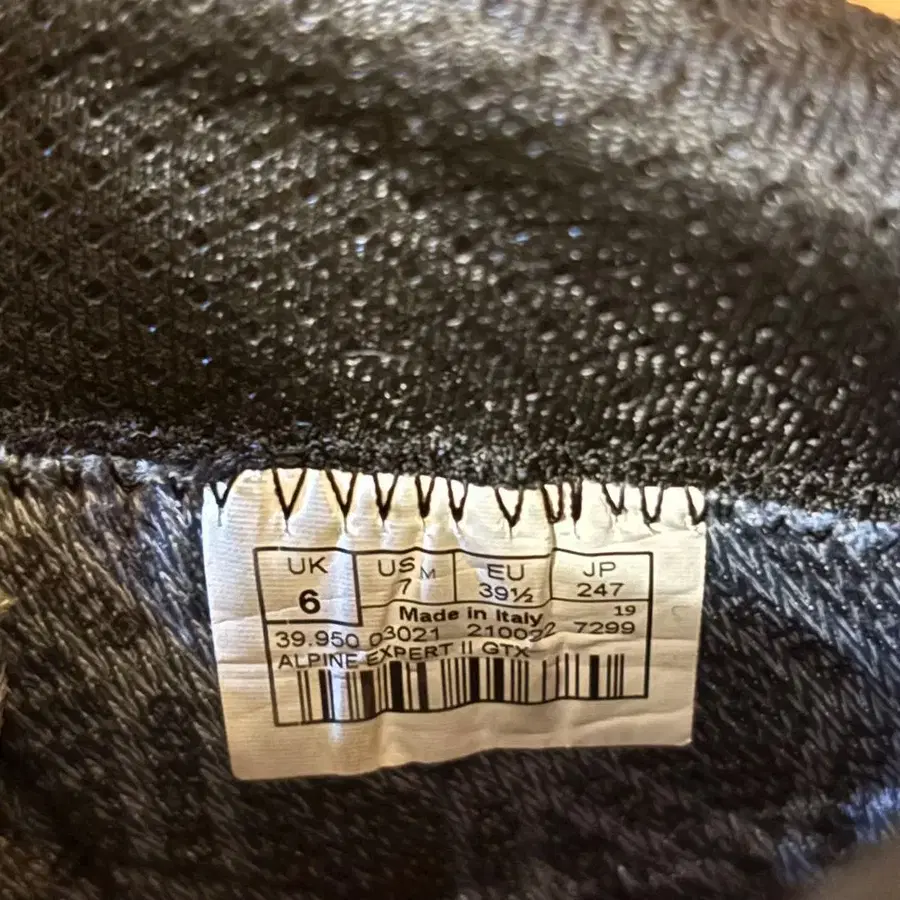 UK US M EU JP
6 7 39½ 247
Made in Italy 19
39.950 03021 210022 7299
ALPINE EXPERT II GTX